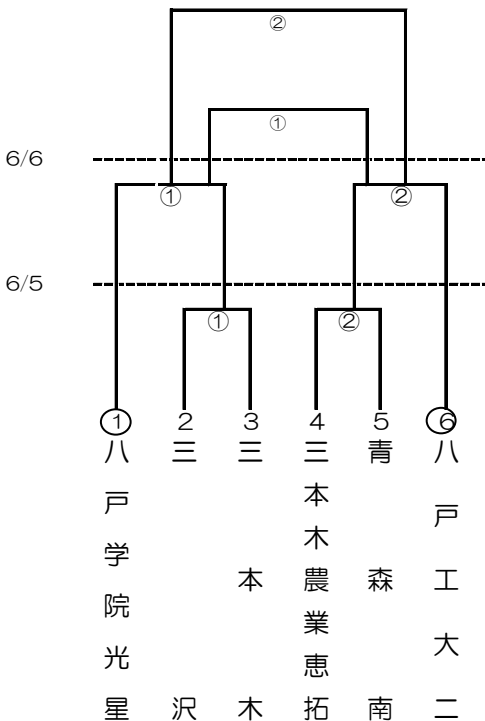 ②
①
6/6
① ②
6/5
① ②
① 2 3 4 5 ⑥
八戸学院光星
三沢
三本木
三本木農業恵拓
青森南
八戸工大二